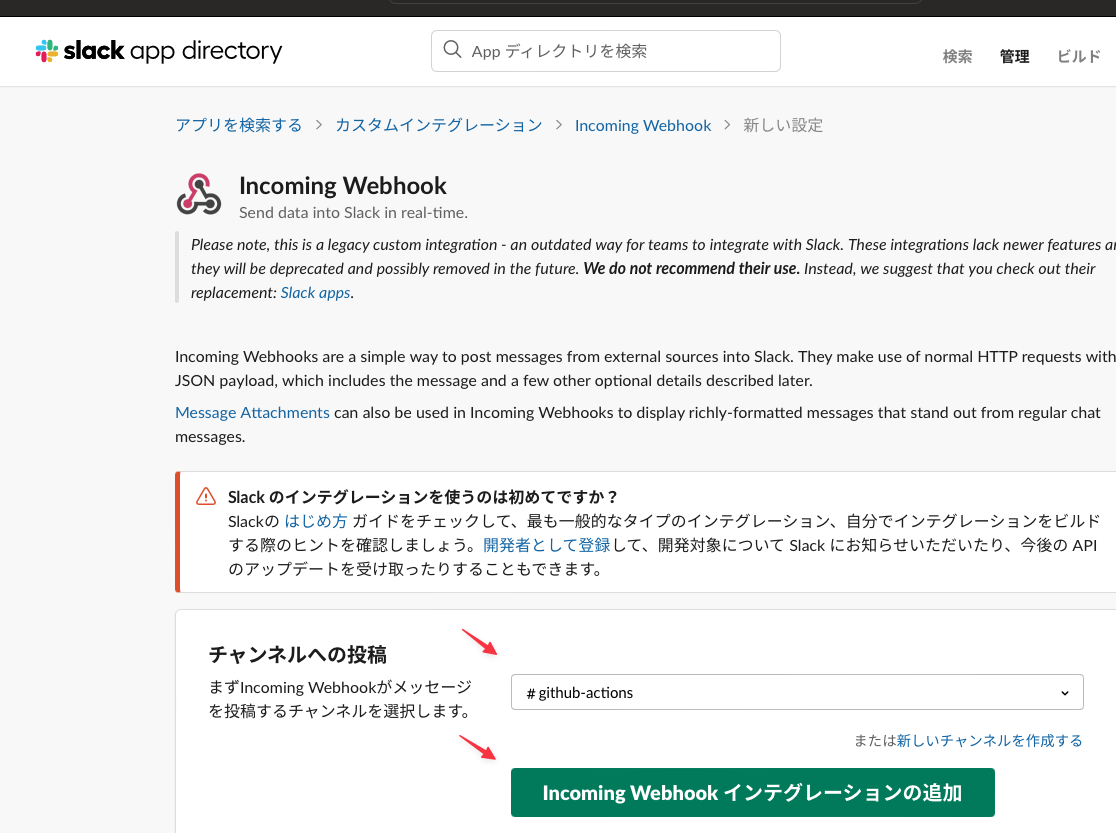 slack app directory
App ディレクトリを検索
検索 管理 ビルド
アプリを検索する > カスタムインテグレーション > Incoming Webhook > 新しい設定
Incoming Webhook
Send data into Slack in real-time.
Please note, this is a legacy custom integration - an outdated way for teams to integrate with Slack. These integrations lack newer features
they will be deprecated and possibly removed in the future. We do not recommend their use. Instead, we suggest that you check out their
replacement: Slack apps.
Incoming Webhooks are a simple way to post messages from external sources into Slack. They make use of normal HTTP requests with
JSON payload, which includes the message and a few other optional details described later.
Message Attachments can also be used in Incoming Webhooks to display richly-formatted messages that stand out from regular chat
messages.
Slack のインテグレーションを使うのは初めてですか？
Slackの はじめ方 ガイドをチェックして、最も一般的なタイプのインテグレーション、自分でインテグレーションをビルド
する際のヒントを確認しましょう。開発者として登録して、開発対象について Slack にお知らせいただいたり、今後の API
のアップデートを受け取ったりすることもできます。
チャンネルへの投稿
まずIncoming Webhookがメッセージ
を投稿するチャンネルを選択します。
# github-actions
または新しいチャンネルを作成する
Incoming Webhook インテグレーションの追加